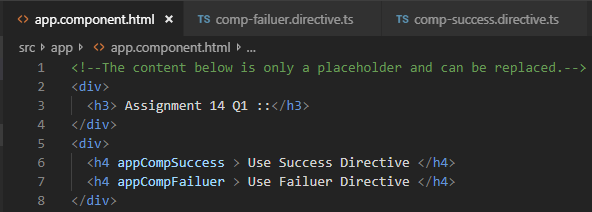 app.component.html × TS comp-failuer.directive.ts TS comp-success.directive.ts
src > app > <> app.component.html > ...
1 <!--The content below is only a placeholder and can be replaced.-->
2 <div>
3 <h3> Assignment 14 Q1 ::</h3>
4 </div>
5 <div>
6 <h4 appCompSuccess > Use Success Directive </h4>
7 <h4 appCompFailuer > Use Failuer Directive </h4>
8 </div>